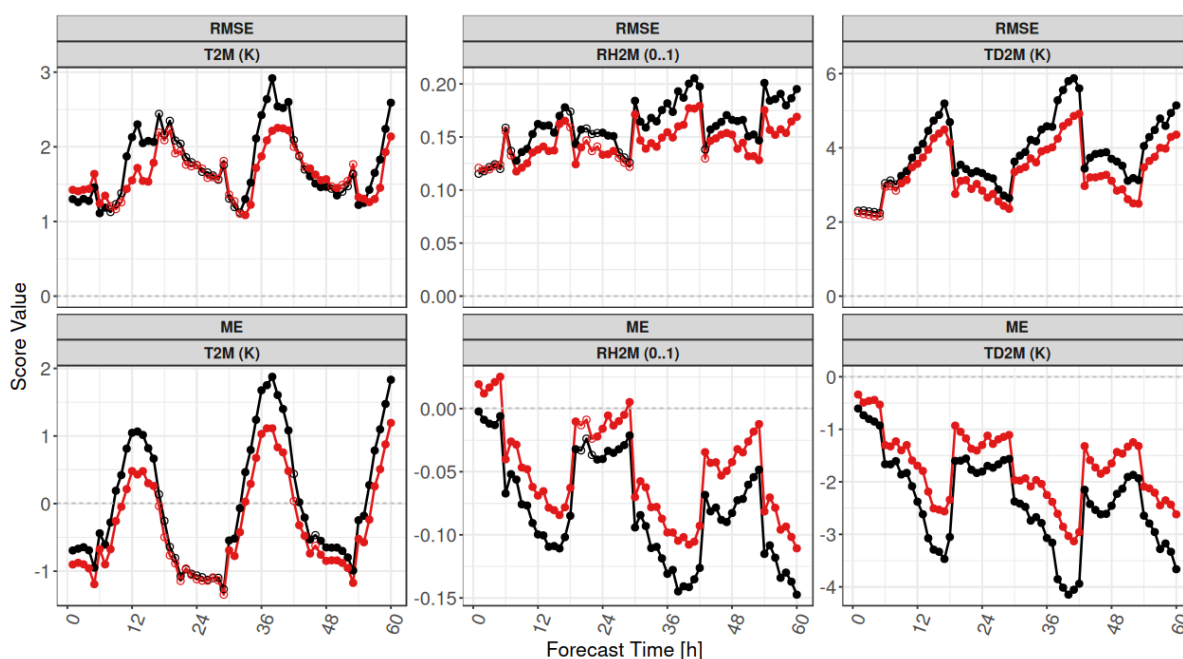 RMSE
T2M (K)
3
2
1
0
RMSE
RH2M (0..1)
0.20
0.15
0.10
0.05
0.00
RMSE
TD2M (K)
6
4
2
0
Score Value
ME
T2M (K)
2
1
0
-1
0 12 24 36 48 60
ME
RH2M (0..1)
0.00
-0.05
-0.10
-0.15
0 12 24 36 48 60
ME
TD2M (K)
0
-1
-2
-3
-4
0 12 24 36 48 60
Forecast Time [h]